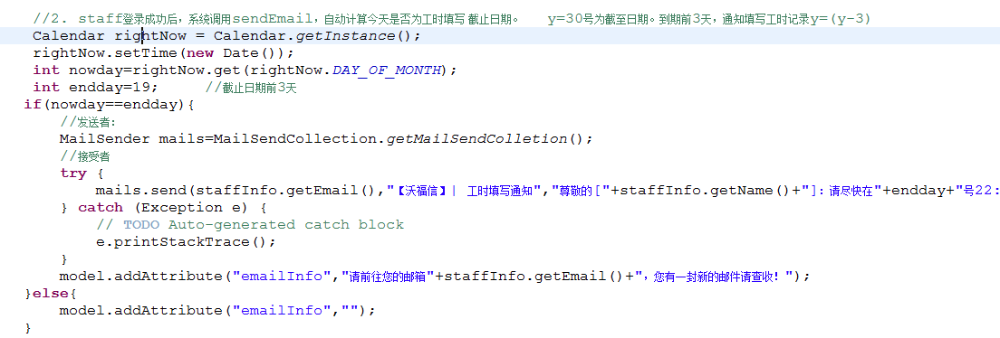 //2. staff登录成功后，系统调用sendEmail，自动计算今天是否为工时填写 截止日期。 y=30号为截至日期。到期前3天，通知填写工时记录y=(y-3)
Calendar rightNow = Calendar.getInstance();
rightNow.setTime(new Date());
int nowday=rightNow.get(rightNow.DAY_OF_MONTH);
int endday=19; //截止日期前3天
if(nowday==endday){
//发送者:
MailSender mails=MailSendCollection.getMailSendColletion();
//接受者
try {
mails.send(staffInfo.getEmail(),"【沃福信】| 工时填写通知","尊敬的["+staffInfo.getName()+"]：请尽快在"+endday+"号22:
} catch (Exception e) {
// TODO Auto-generated catch block
e.printStackTrace();
}
model.addAttribute("emailInfo","请前往您的邮箱"+staffInfo.getEmail()+"，您有一封新的邮件请查收！");
}else{
model.addAttribute("emailInfo","");
}